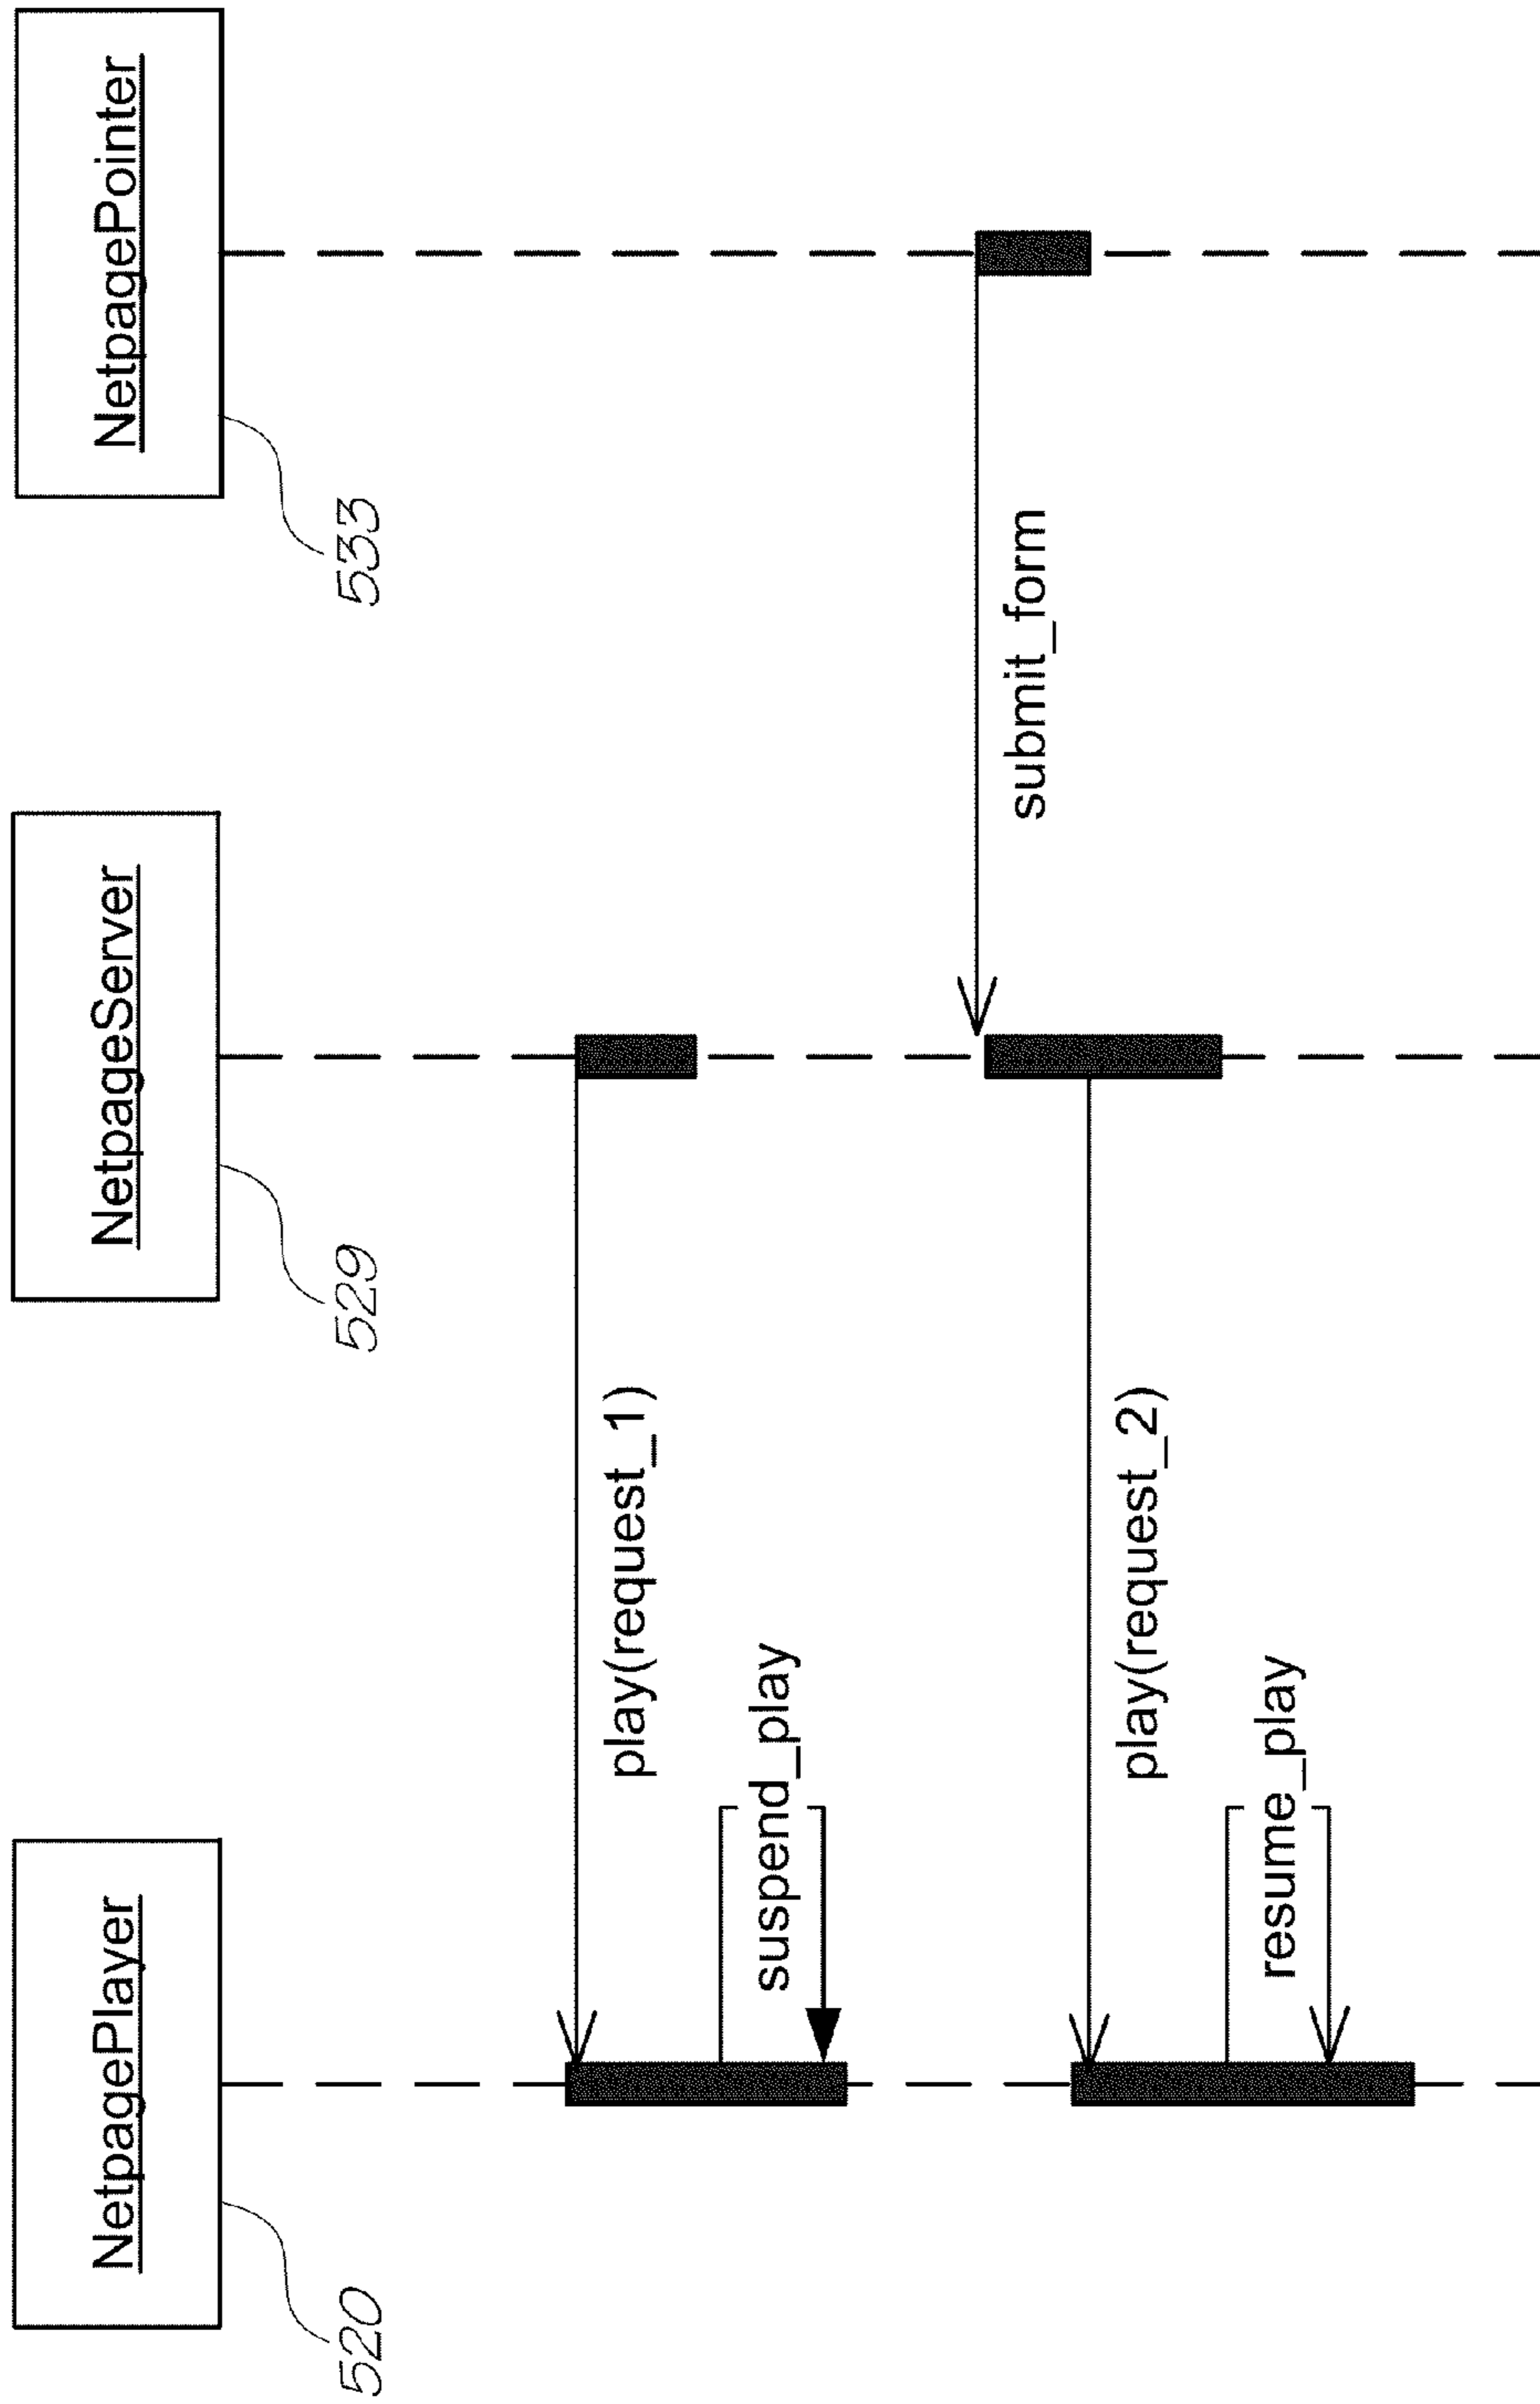 NetpagePlayer
NetpageServer
NetpagePointer
520
529
533
play(request_1)
suspend_play
submit_form
play(request_2)
resume_play